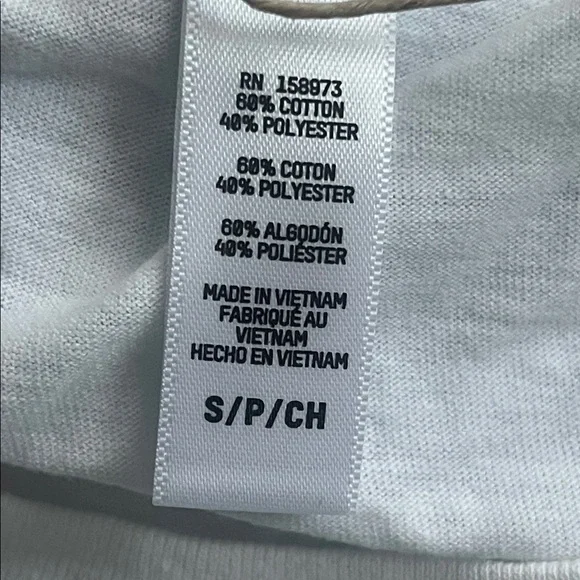 RN 158973
60% COTTON
40% POLYESTER
60% COTON
40% POLYESTER
60% ALGODÓN
40% POLIÉSTER
MADE IN VIETNAM
FABRIQUÉ AU
VIETNAM
HECHO EN VIETNAM
S/P/CH